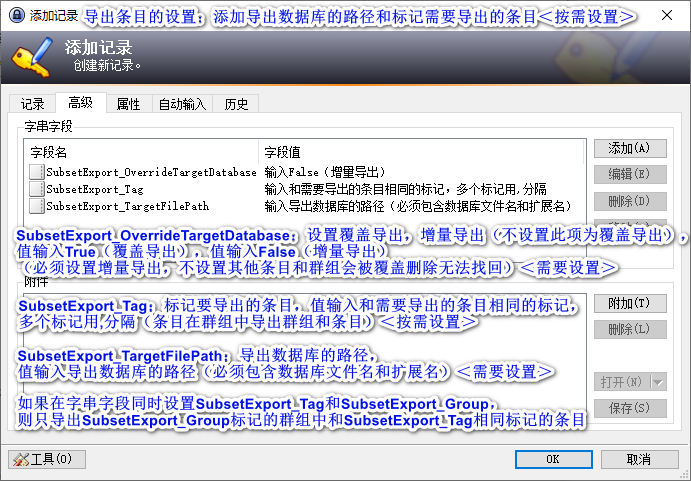 添加记录 导出条目的设置；添加导出数据库的路径和标记需要导出的条目＜按需设置＞
添加记录
创建新记录。
记录 高级 属性 自动输入 历史
字串字段
字段名 字段值
SubsetExport_OverrideTargetDatabase 输入False（增量导出）
SubsetExport_Tag 输入和需要导出的条目相同的标记，多个标记用,分隔
SubsetExport_TargetFilePath 输入导出数据库的路径（必须包含数据库文件名和扩展名）
添加(A)
编辑(E)
删除(D)
SubsetExport_OverrideTargetDatabase；设置覆盖导出，增量导出（不设置此项为覆盖导出），
值输入True（覆盖导出），值输入False（增量导出）
（必须设置增量导出，不设置其他条目和群组会被覆盖删除无法找回）＜需要设置＞
附件
SubsetExport_Tag；标记要导出的条目，值输入和需要导出的条目相同的标记，
多个标记用,分隔（条目在群组中导出群组和条目）＜按需设置＞
SubsetExport_TargetFilePath；导出数据库的路径，
值输入导出数据库的路径（必须包含数据库文件名和扩展名）＜需要设置＞
如果在字串字段同时设置SubsetExport_Tag和SubsetExport_Group，
则只导出SubsetExport_Group标记的群组中和SubsetExport_Tag相同标记的条目
附加(T)
删除(L)
打开(N)
保存(S)
工具(O) OK 取消